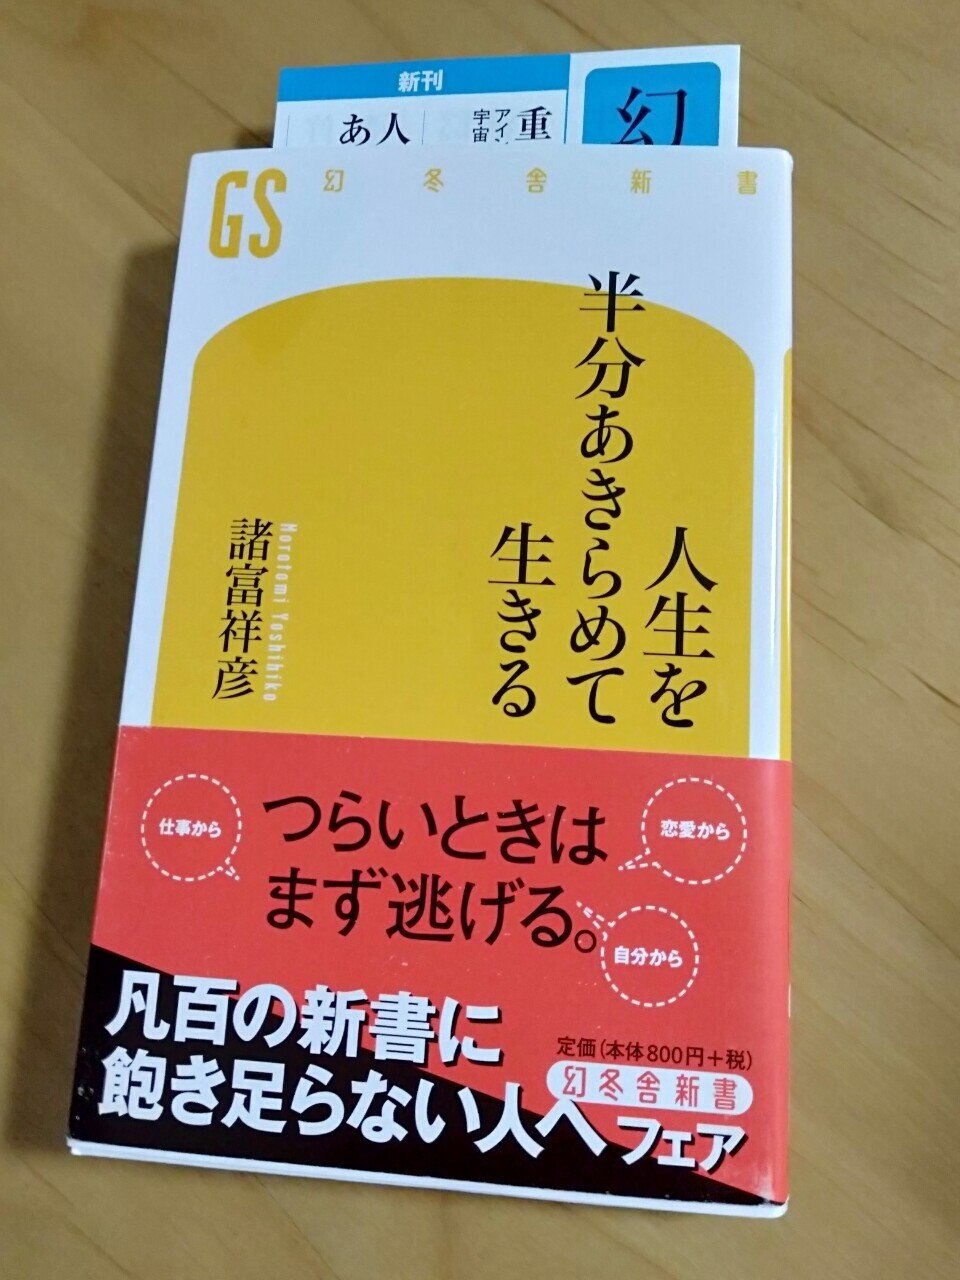 新刊
人
あ
重
アイン
宇宙
幻
GS
幻冬舎新書
人生を
半分あきらめて
生きる
諸富祥彦
Morotomi Yoshihiko
仕事から
つらいときは
まず逃げる。
恋愛から
自分から
凡百の新書に
飽き足らない人へ
フェア
定価(本体800円+税)
幻冬舎新書